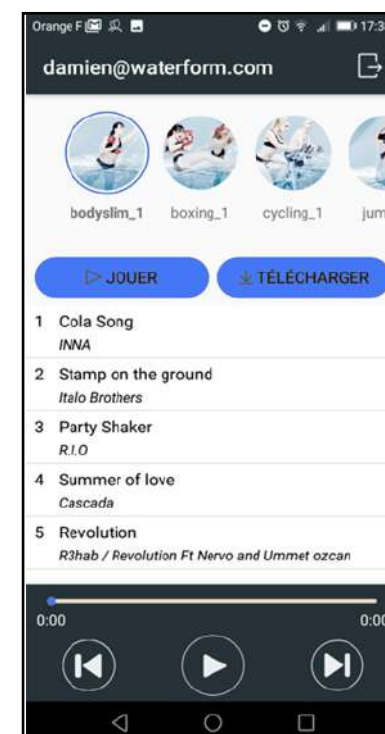 Orange F 17:3
damien@waterform.com
bodyslim_1 boxing_1 cycling_1 jum
JOUER TÉLÉCHARGER
1 Cola Song
INNA
2 Stamp on the ground
Italo Brothers
3 Party Shaker
R.I.O
4 Summer of love
Cascada
5 Revolution
R3hab / Revolution Ft Nervo and Ummet ozcan
0:00 0:00